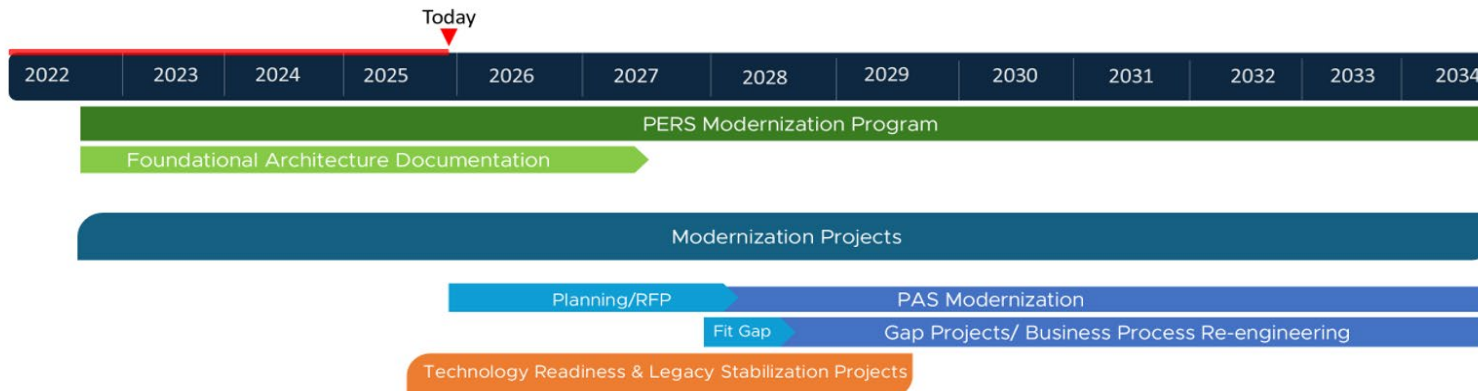 Today
2022 2023 2024 2025 2026 2027 2028 2029 2030 2031 2032 2033 2034
PERS Modernization Program
Foundational Architecture Documentation
Modernization Projects
Planning/RFP PAS Modernization
Fit Gap Gap Projects/ Business Process Re-engineering
Technology Readiness & Legacy Stabilization Projects